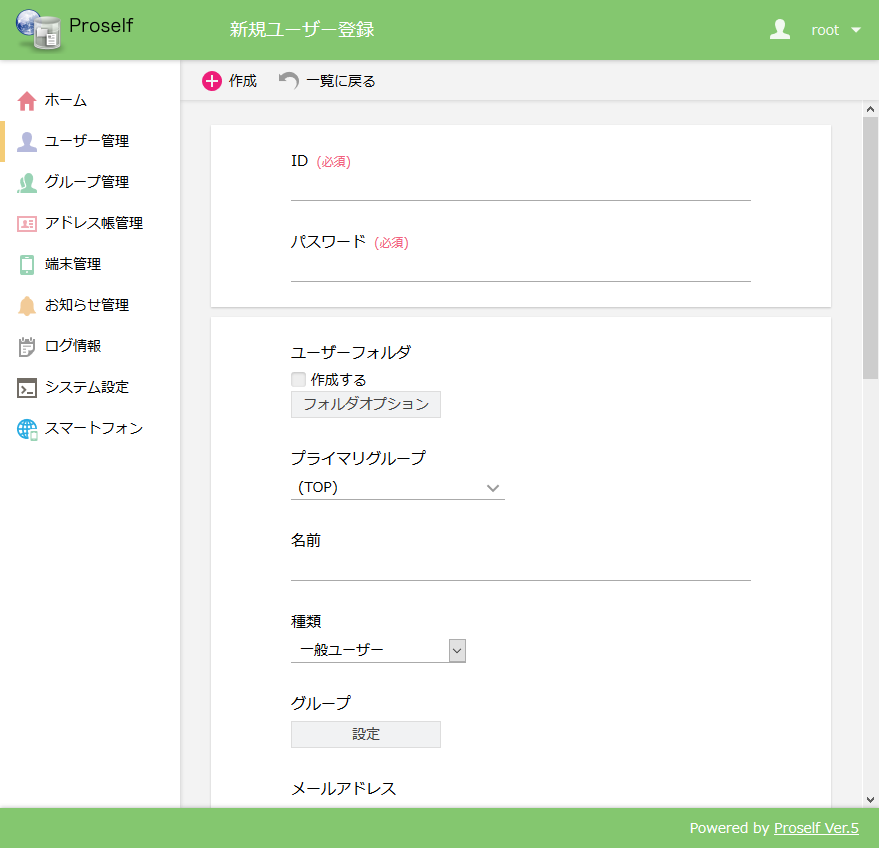 Proself
新規ユーザー登録
root
作成
一覧に戻る
ホーム
ユーザー管理
グループ管理
アドレス帳管理
端末管理
お知らせ管理
ログ情報
システム設定
スマートフォン
ID (必須)
パスワード (必須)
ユーザーフォルダ
作成する
フォルダオプション
プライマリグループ
(TOP)
名前
種類
一般ユーザー
グループ
設定
メールアドレス
Powered by Proself Ver.5